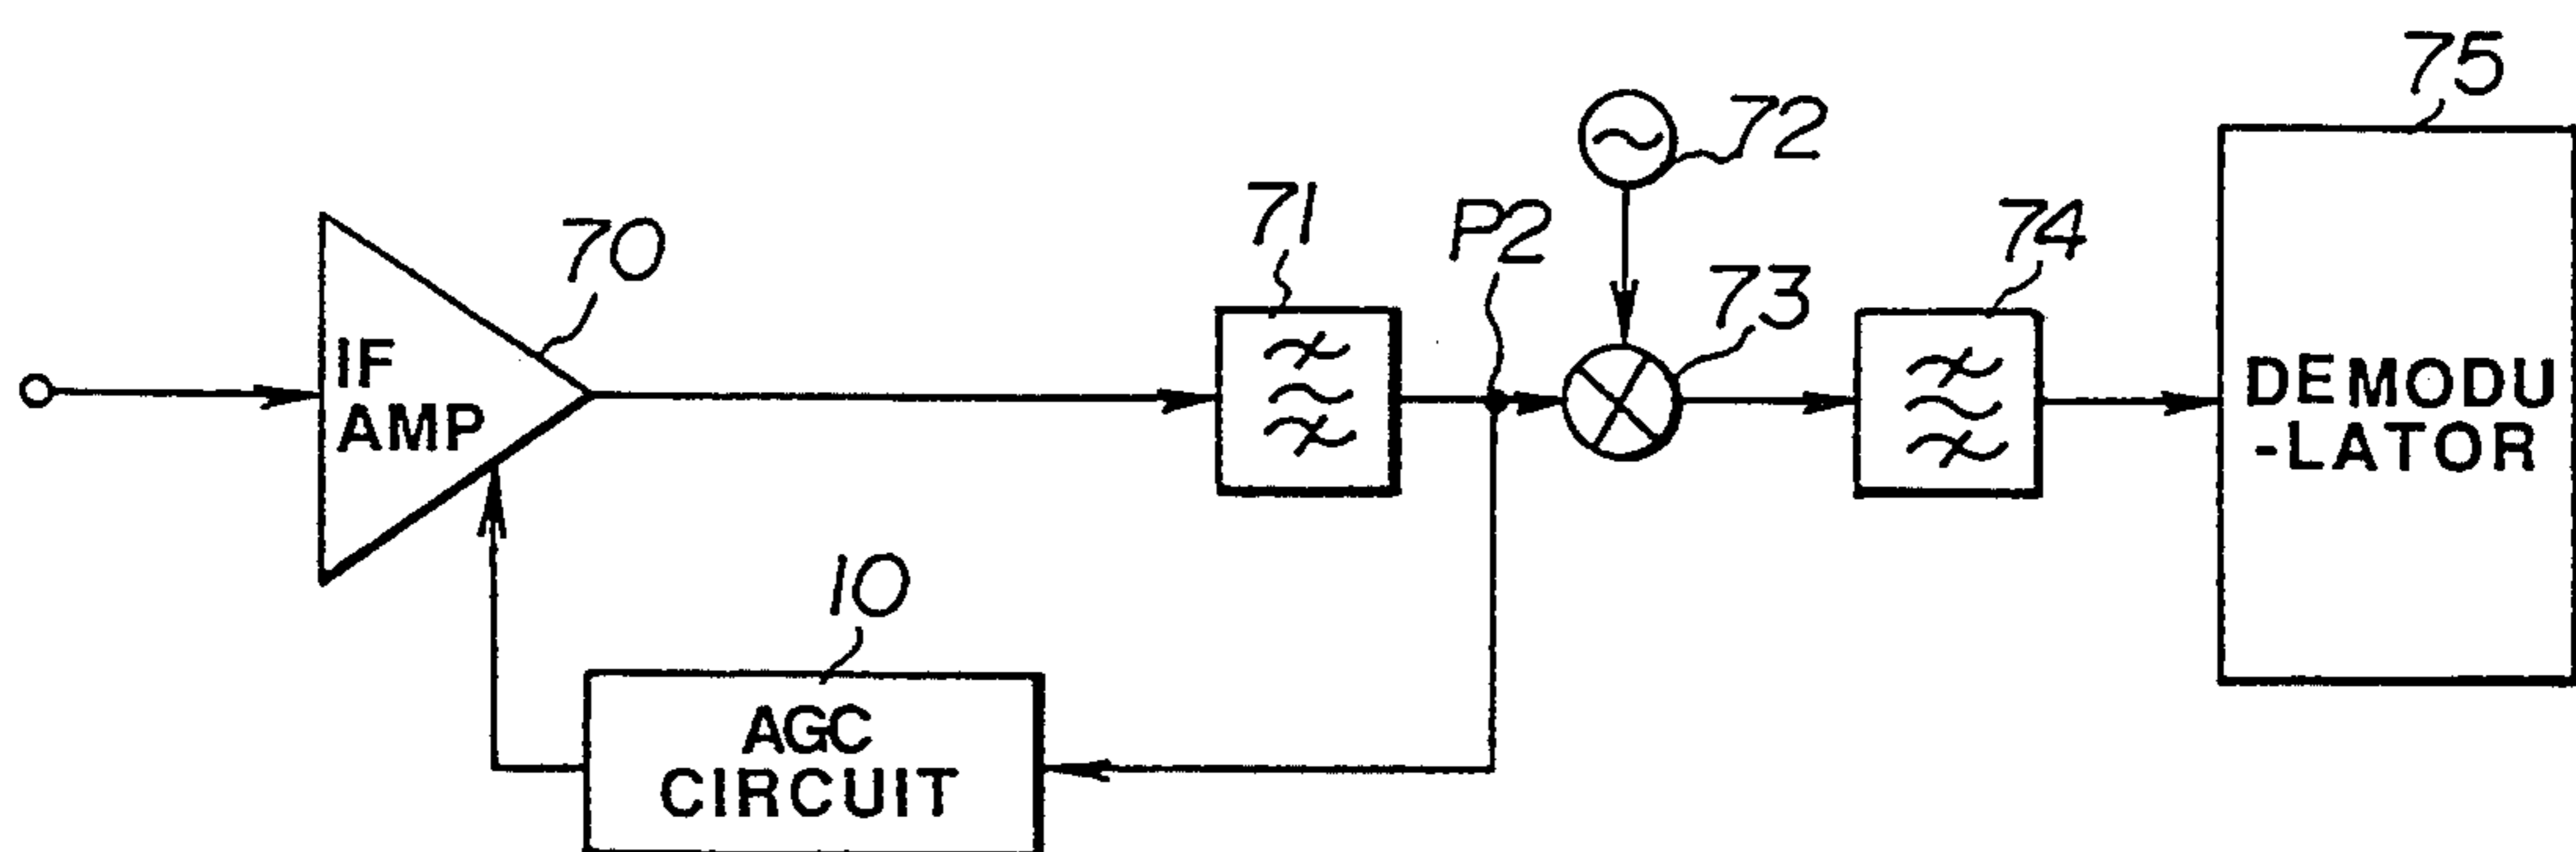 75
72
71
P2
74
70
73
IF
AMP
DEMODU
-LATOR
10
AGC
CIRCUIT